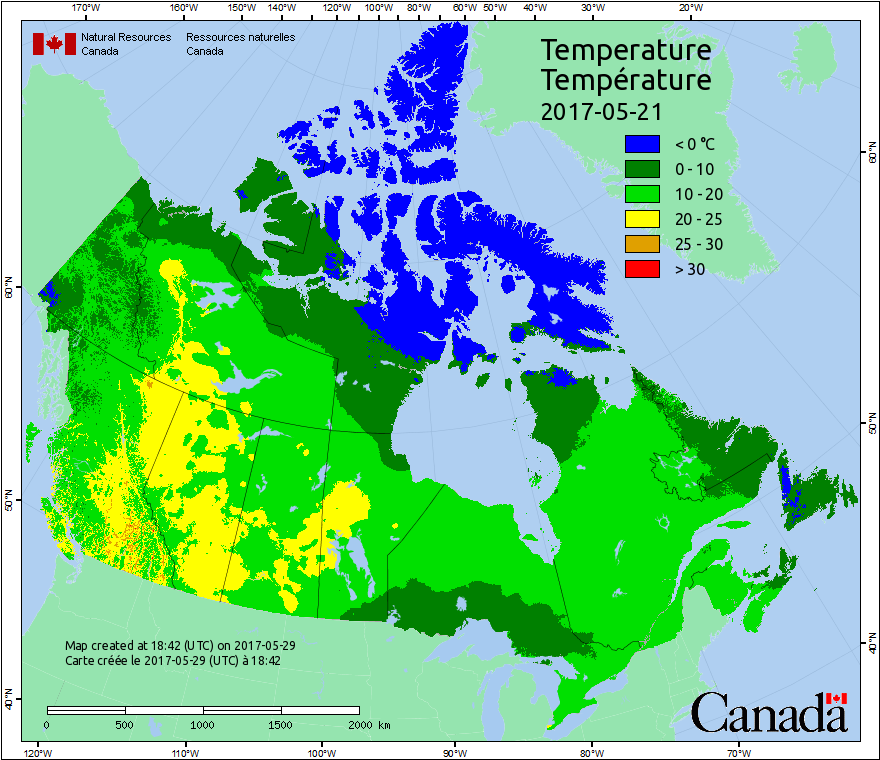 170°W 160°W 150°W 140°W 130°W 120°W 110°W 100°W 90°W 80°W 60°W 50°W 40°W 30°W 20°W
Natural Resources Ressources naturelles
Canada Canada
Temperature
Température
2017-05-21
< 0 °C
0 - 10
10 - 20
20 - 25
25 - 30
> 30
60°N
60°N
50°N
50°N
40°N
40°N
Map created at 18:42 (UTC) on 2017-05-29
Carte créée le 2017-05-29 (UTC) à 18:42
0 500 1000 1500 2000 km
Canada
120°W 110°W 100°W 90°W 80°W 70°W